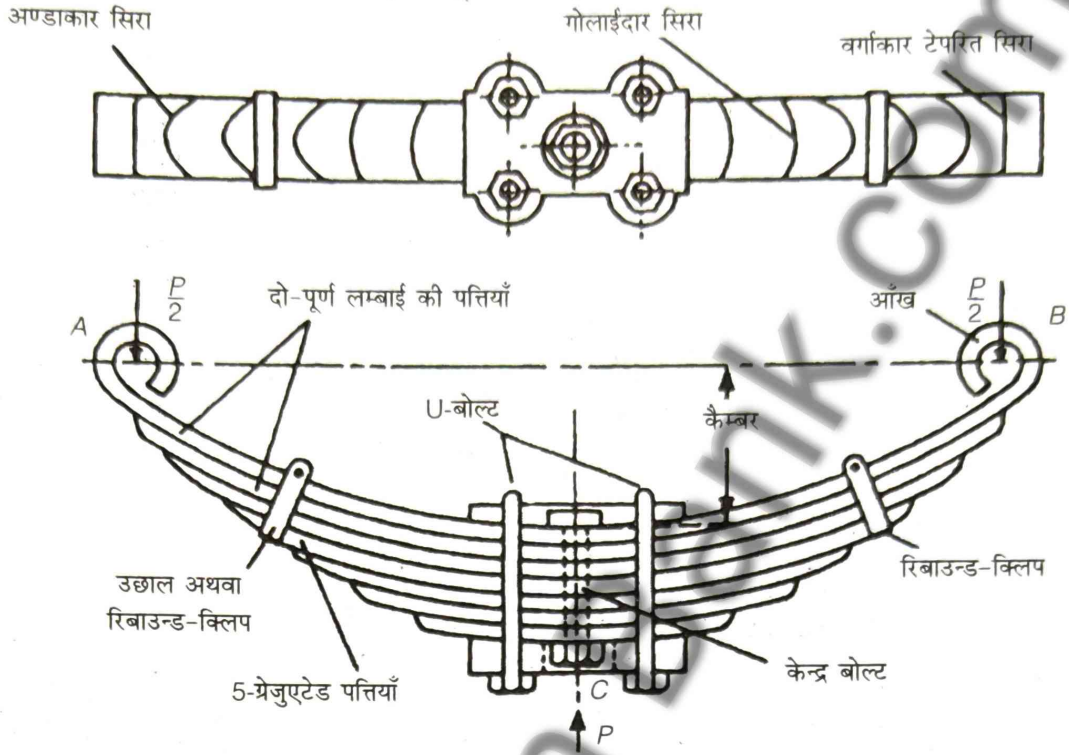 अण्डाकार सिरा
गोलाईदार सिरा
वर्गाकार टेपरित सिरा
P/2
दो-पूर्ण लम्बाई की पत्तियाँ
आँख
P/2
A
B
U-बोल्ट
कैम्बर
उछाल अथवा
रिबाउन्ड-क्लिप
रिबाउन्ड-क्लिप
5-ग्रेजुएटेड पत्तियाँ
केन्द्र बोल्ट
C
P